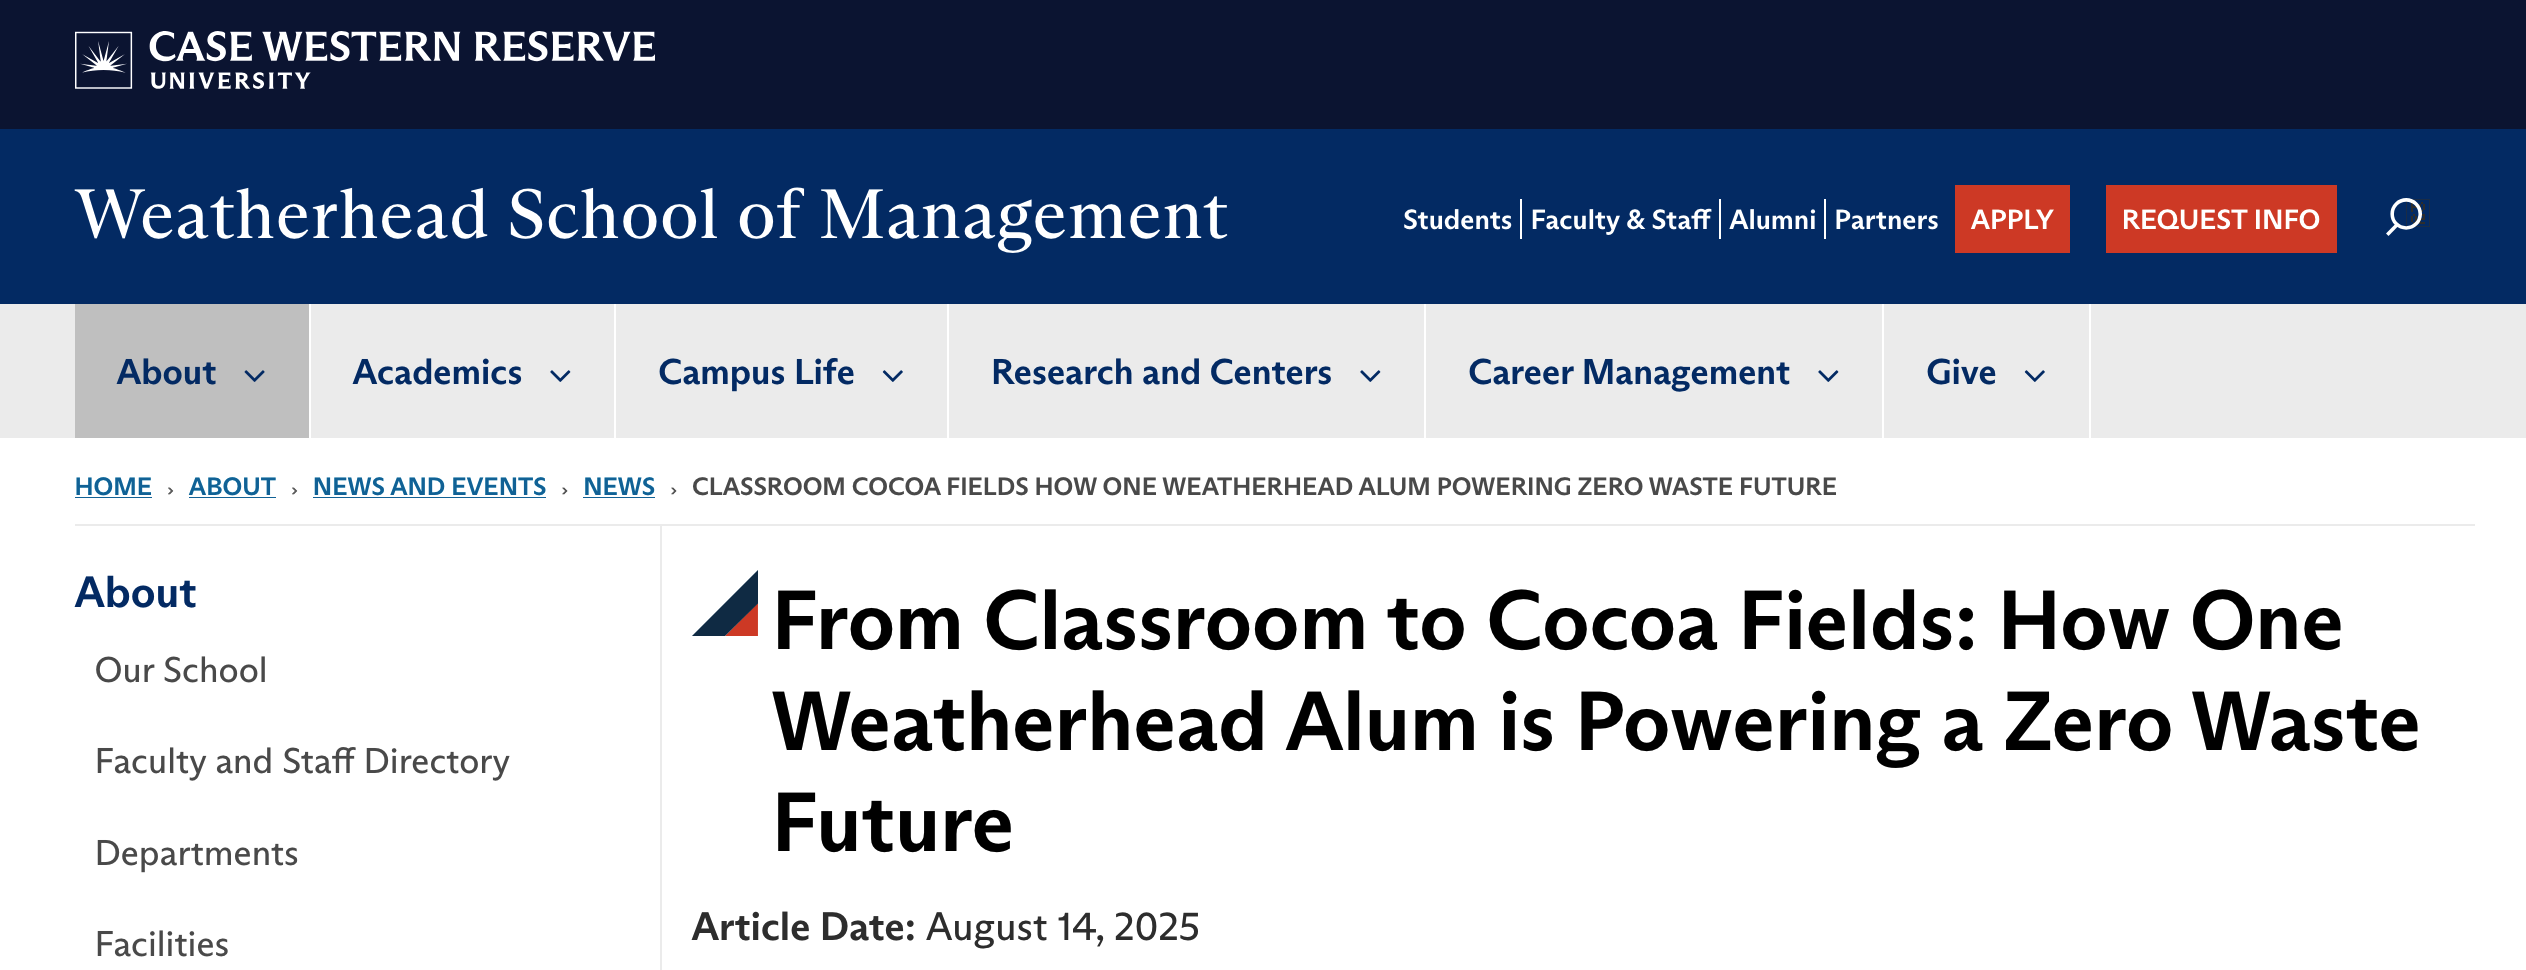 CASE WESTERN RESERVE
UNIVERSITY
Weatherhead School of Management
Students Faculty & Staff Alumni Partners APPLY REQUEST INFO
About Academics Campus Life Research and Centers Career Management Give
HOME › ABOUT › NEWS AND EVENTS › NEWS › CLASSROOM COCOA FIELDS HOW ONE WEATHERHEAD ALUM POWERING ZERO WASTE FUTURE
About
Our School
Faculty and Staff Directory
Departments
Facilities
From Classroom to Cocoa Fields: How One
Weatherhead Alum is Powering a Zero Waste
Future
Article Date: August 14, 2025